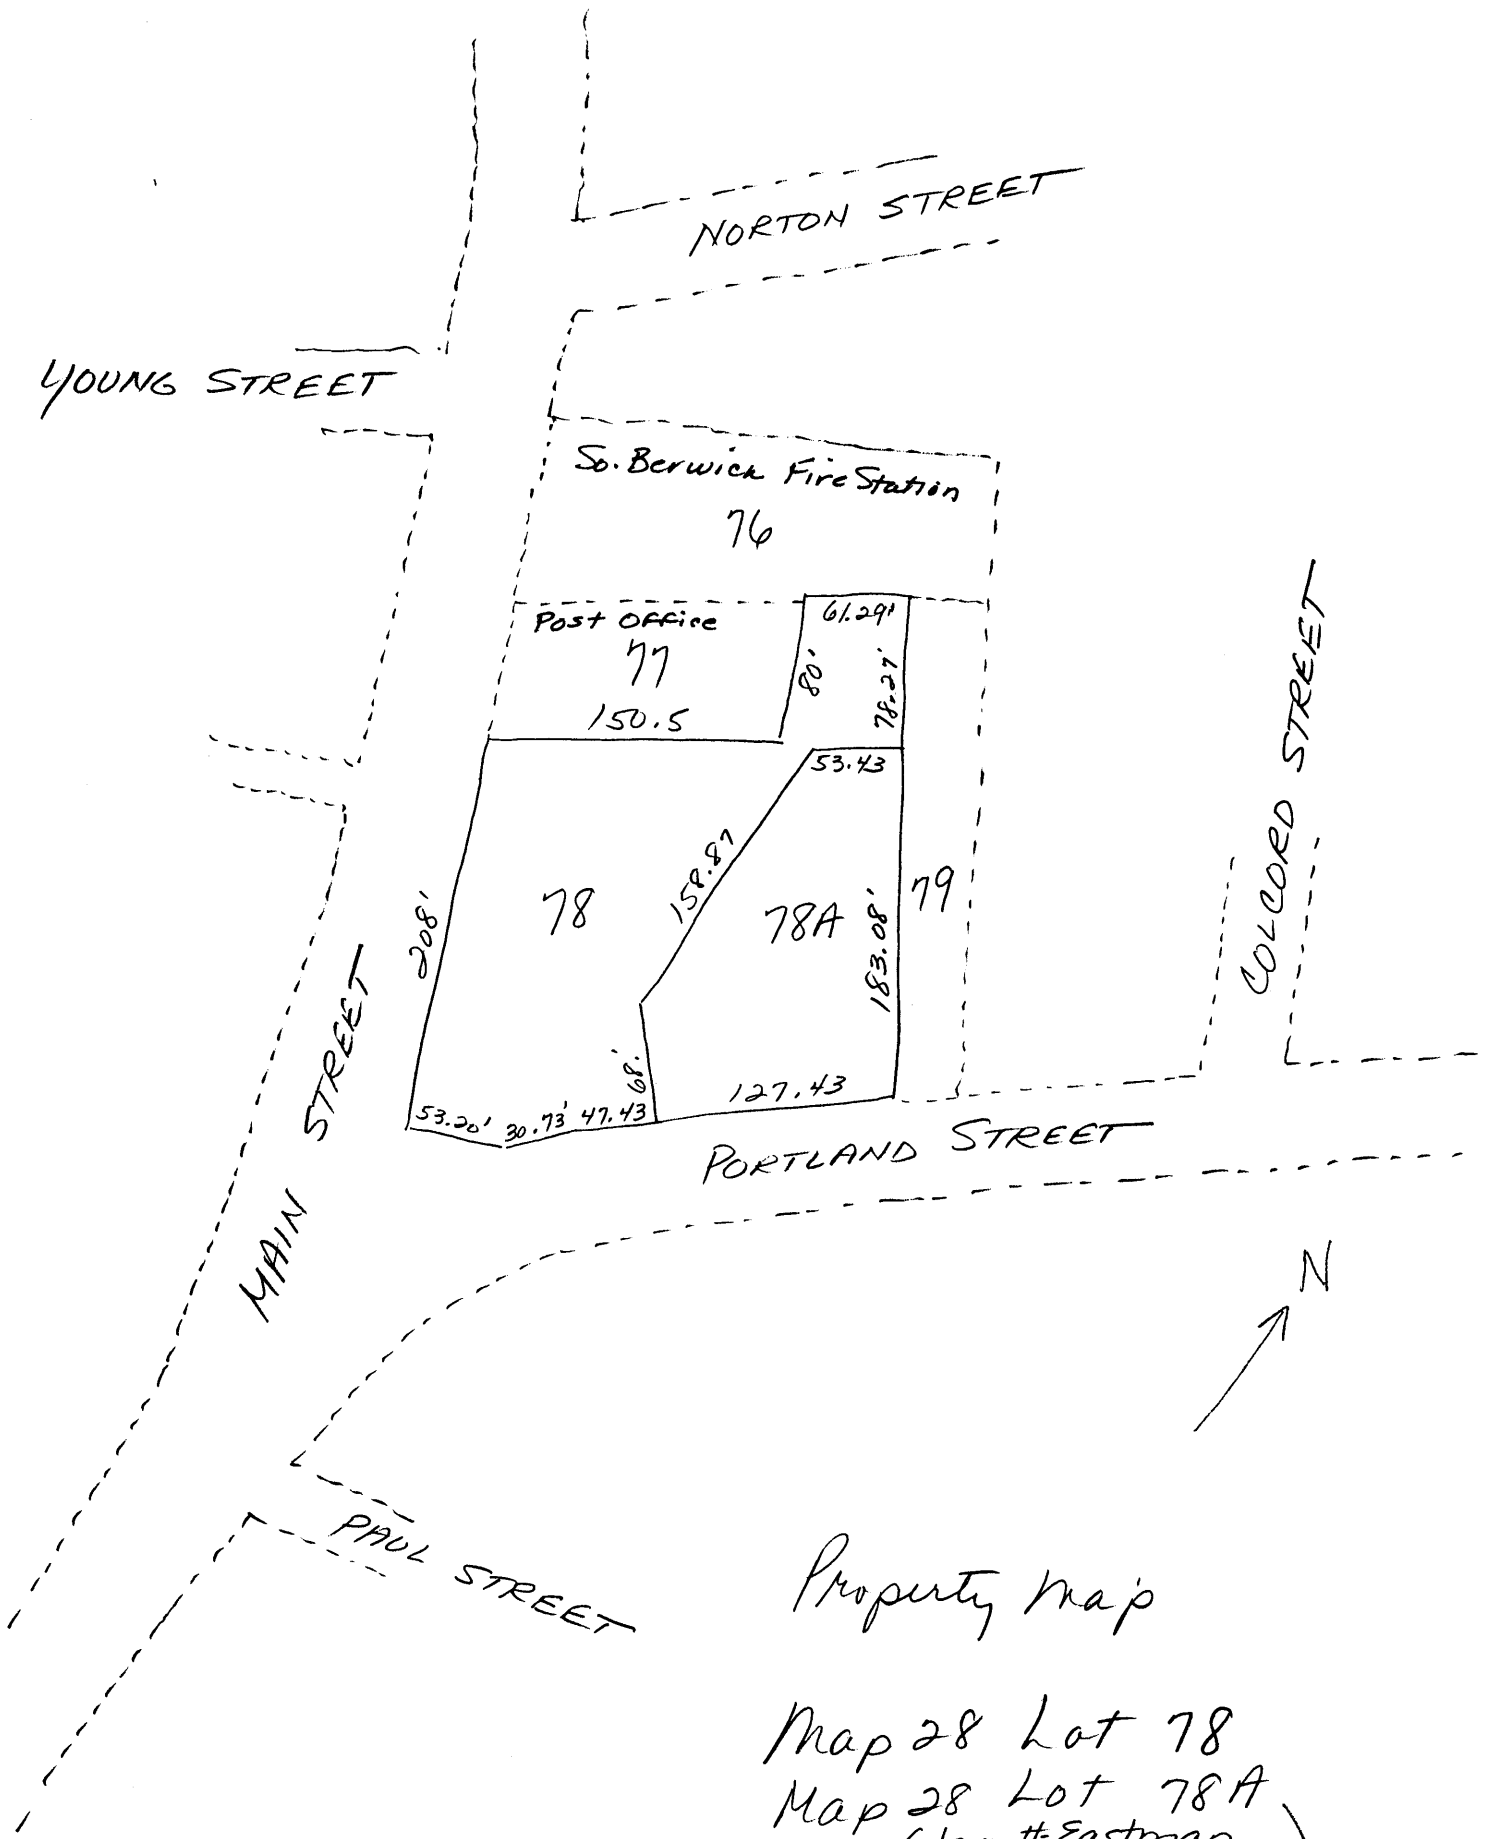 NORTON STREET
YOUNG STREET
So. Berwick Fire Station
76
Post Office
77
150.5
61.29'
80'
78.27'
53.43
158.87
78
78A
79
183.08'
208'
68'
127.43
53.20'
30.73'
47.43
COLCORD STREET
MAIN STREET
PORTLAND STREET
N
PAUL STREET
Property Map
Map 28 Lot 78
Map 28 Lot 78A
H. Eastman